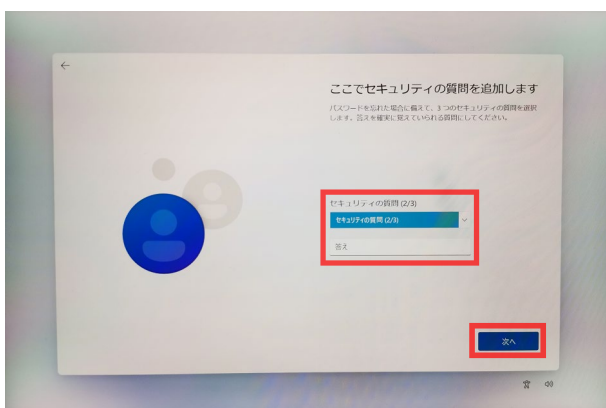 ここでセキュリティの質問を追加します
パスワードを忘れた場合に備えて、3 つのセキュリティの質問を選択
します。答えを確実に覚えていられる質問にしてください。
セキュリティの質問 (2/3)
セキュリティの質問 (2/3)
答え
次へ